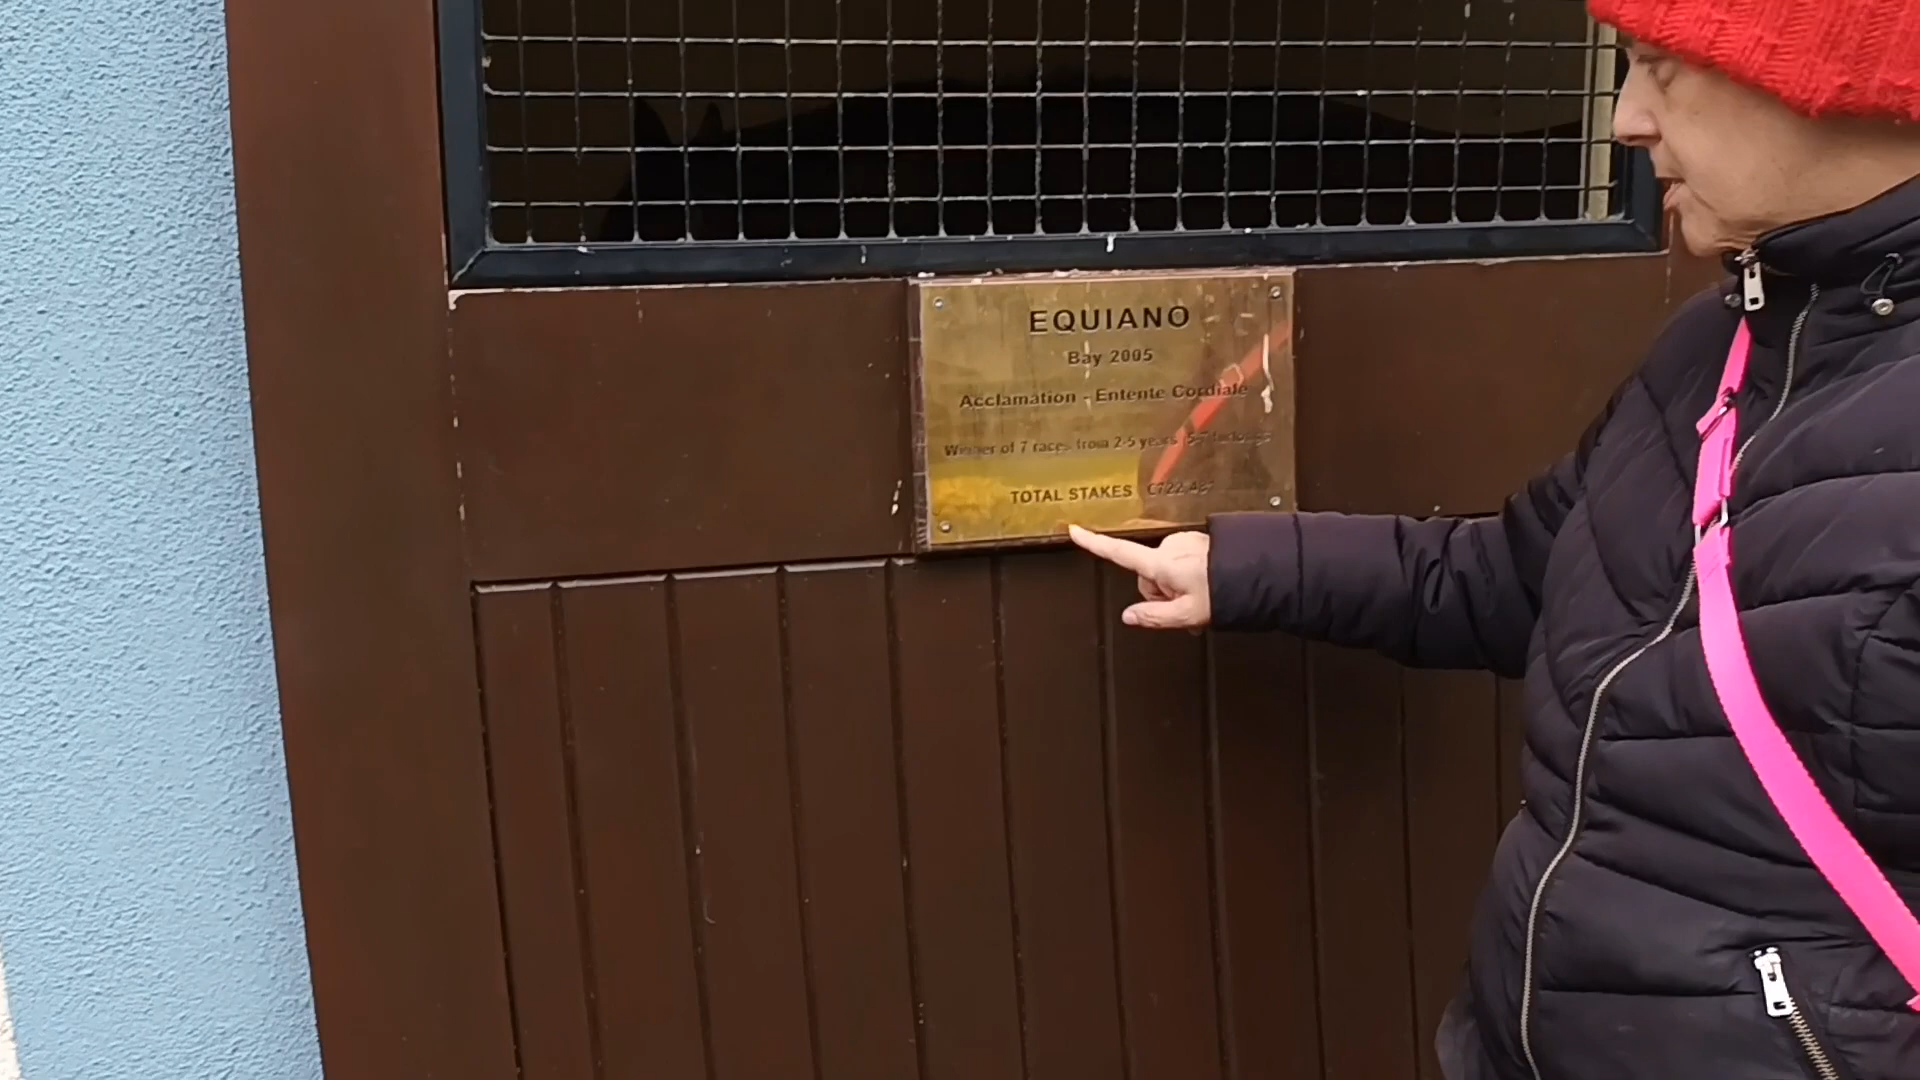 EQUIANO
Bay 2005
Acclamation - Entente Cordiale
Winner of 7 races from 2-5 years
TOTAL STAKES